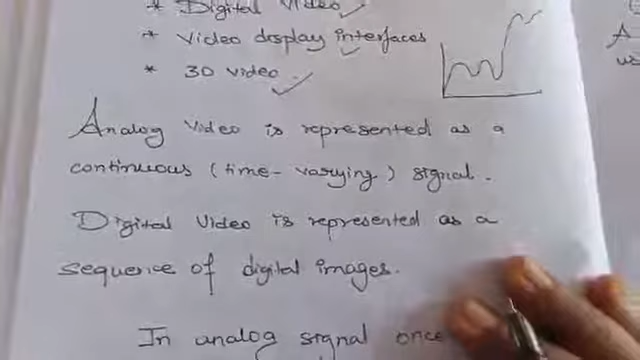 * Digital Video
* Video display interfaces
* 3D video.
Analog Video is represented as a
continuous (time-varying) signal.
Digital Video is represented as a
sequence of digital images.
In analog signal once
A
us